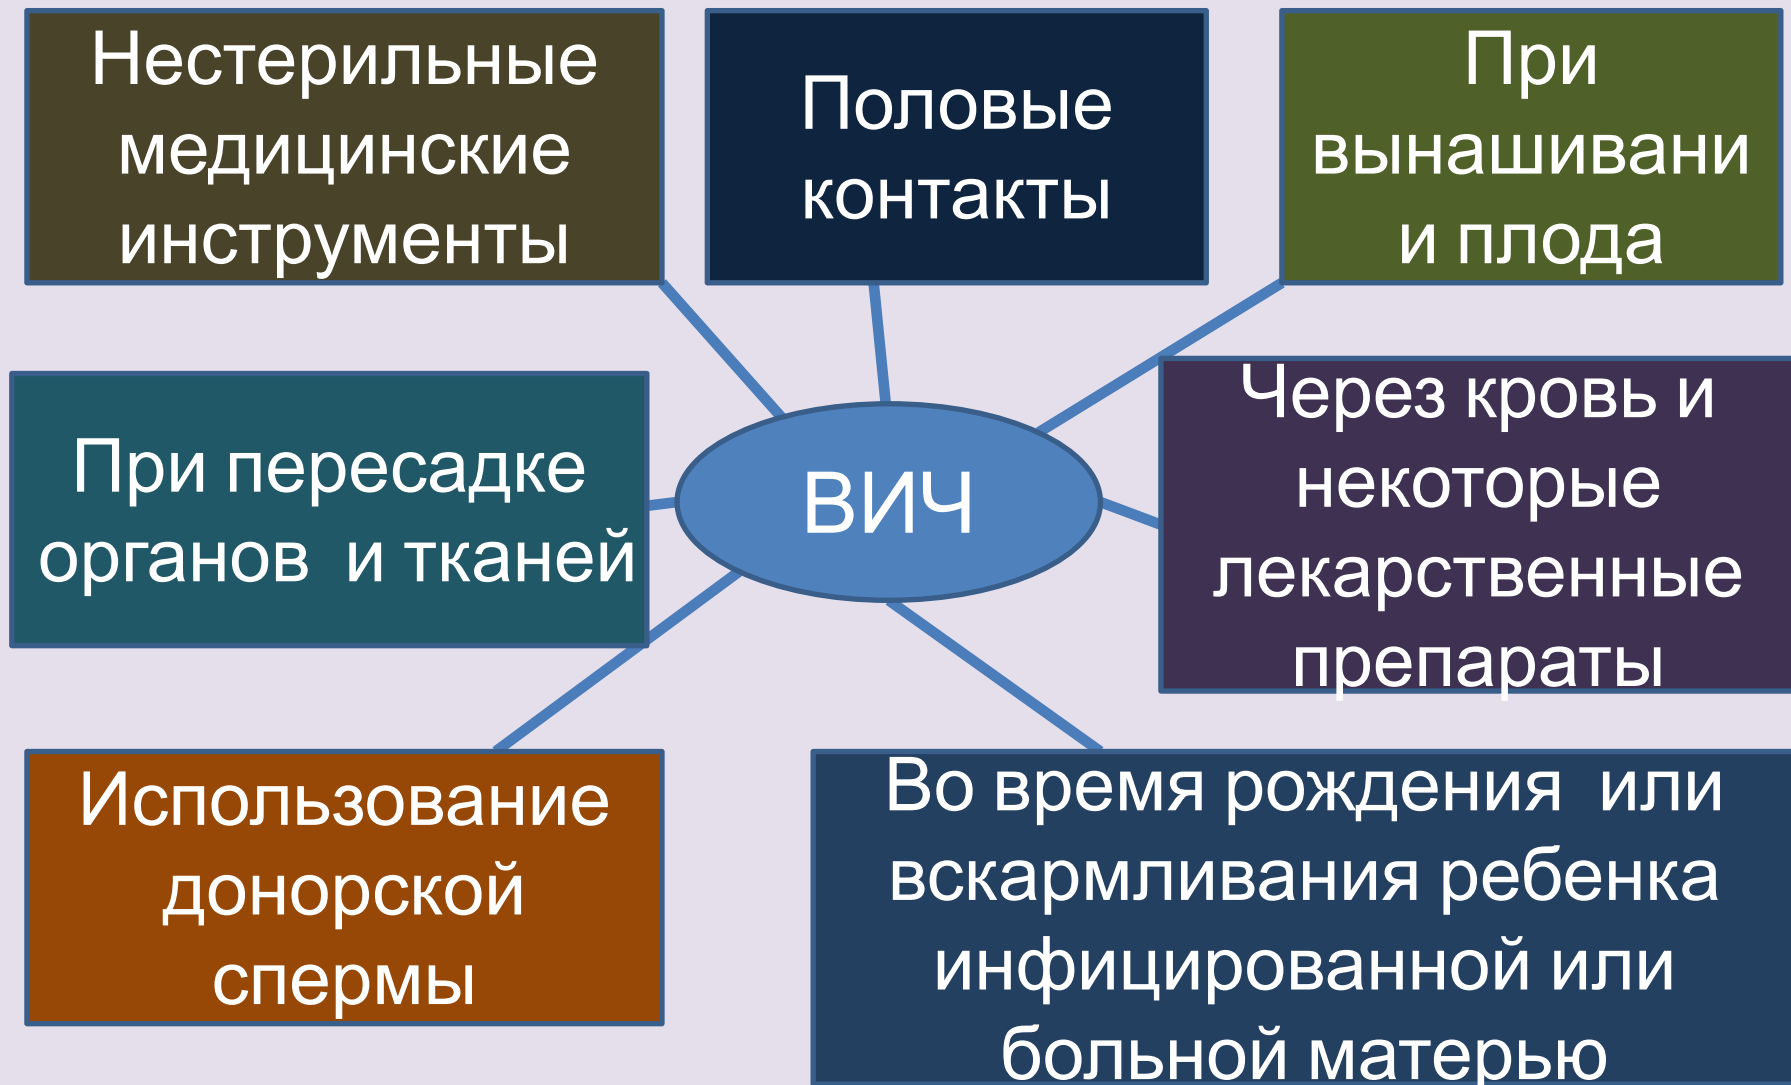 Нестерильные
медицинские
инструменты
Половые
контакты
При
вынашивани
и плода
При пересадке
органов и тканей
ВИЧ
Через кровь и
некоторые
лекарственные
препараты
Использование
донорской
спермы
Во время рождения или
вскармливания ребенка
инфицированной или
больной матерью